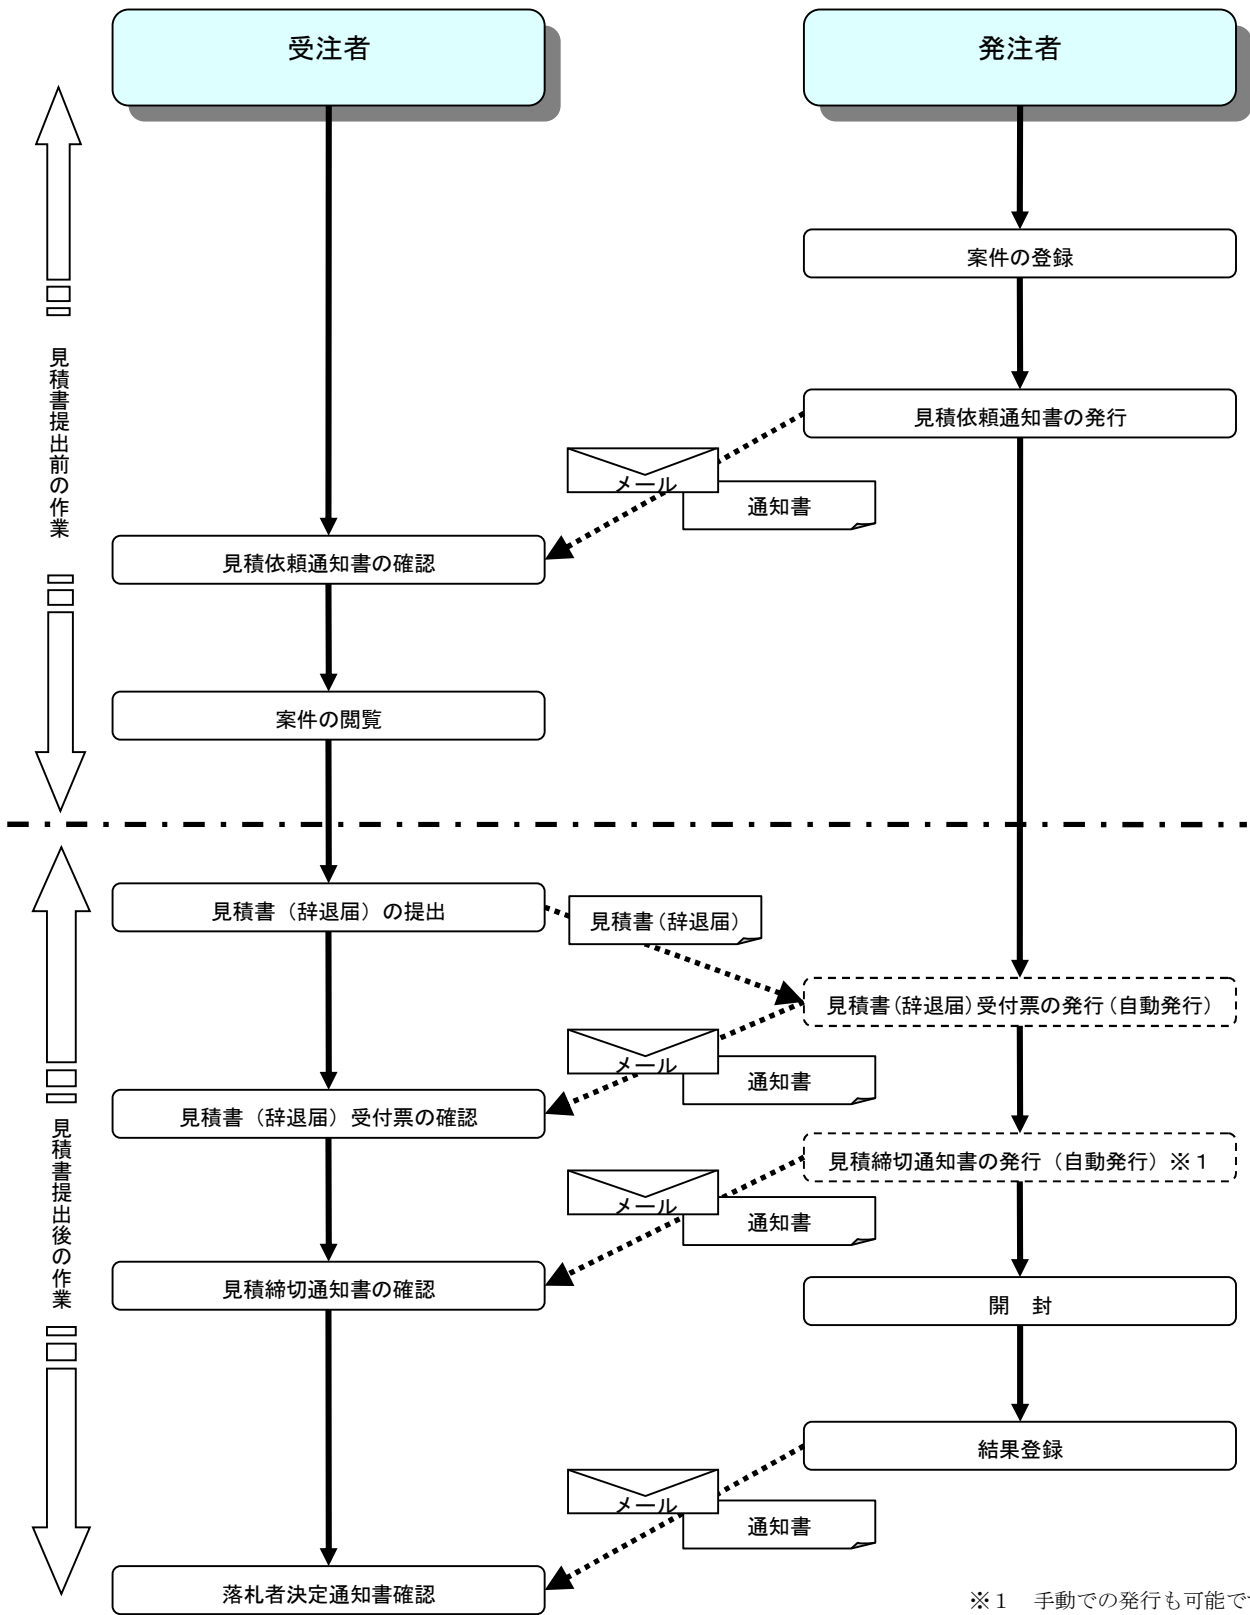 受注者
発注者
案件の登録
見積依頼通知書の発行
メール
通知書
見積書提出前の作業
見積依頼通知書の確認
案件の閲覧
見積書（辞退届）の提出
見積書（辞退届）
見積書（辞退届）受付票の発行（自動発行）
メール
通知書
見積書（辞退届）受付票の確認
見積締切通知書の発行（自動発行）※１
メール
通知書
見積書提出後の作業
見積締切通知書の確認
開　封
結果登録
メール
通知書
落札者決定通知書確認
※１　手動での発行も可能で